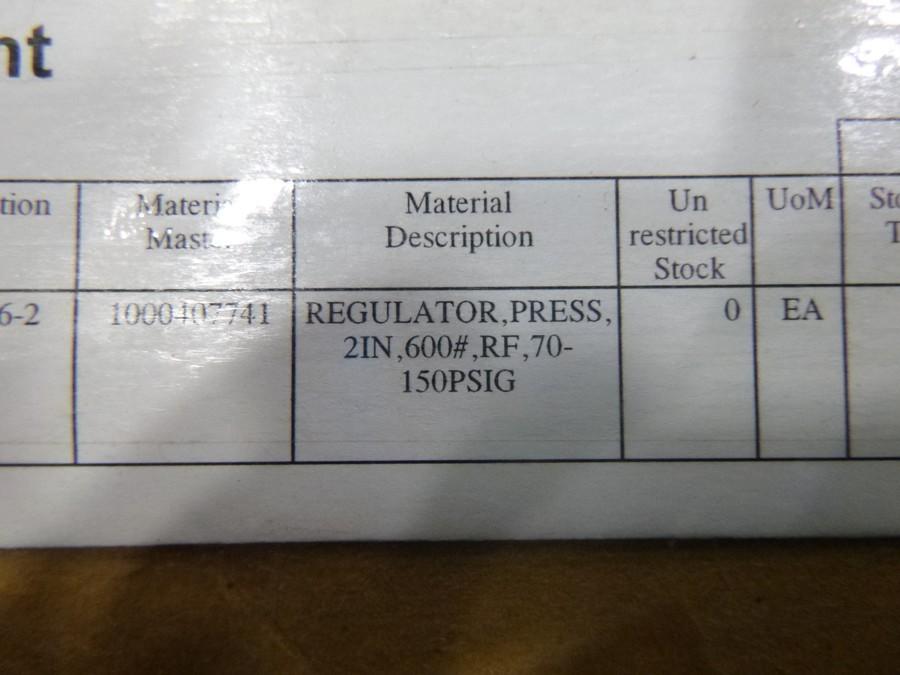 nt
tion
Material
Master
Material
Description
Un
restricted
Stock
UoM
Sto
T
6-2
1000407741
REGULATOR,PRESS,
2IN,600#,RF,70-
150PSIG
0
EA